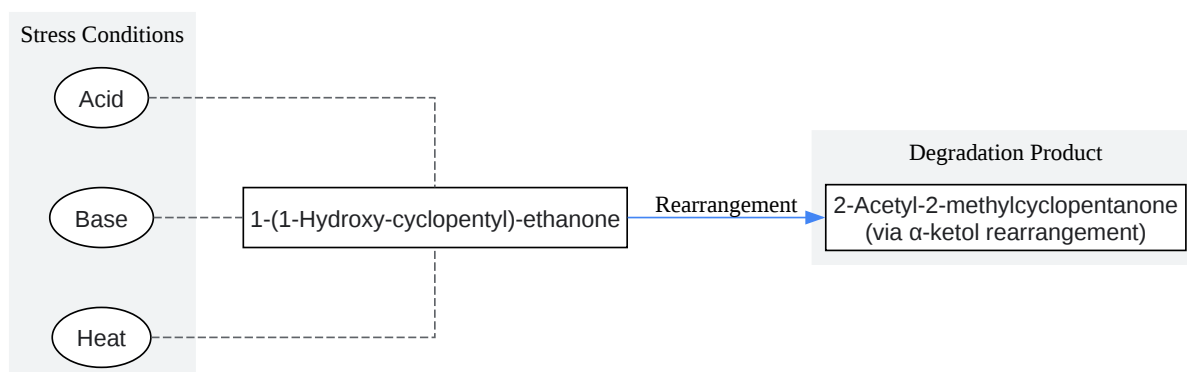 Stress Conditions
Acid
Base
Heat
1-(1-Hydroxy-cyclopentyl)-ethanone
Rearrangement
Degradation Product
2-Acetyl-2-methylcyclopentanone
(via α-ketol rearrangement)